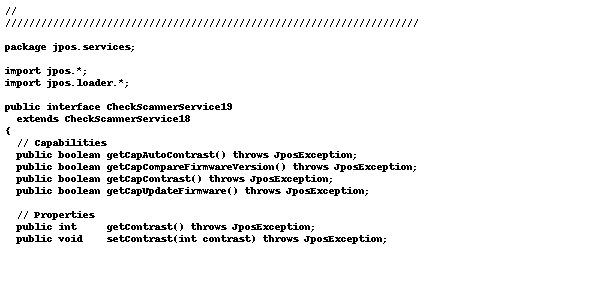 //
/////////////////////////////////////////////////////////////////////
package jpos.services;
import jpos.*;
import jpos.loader.*;
public interface CheckScannerService19
  extends CheckScannerService18
{
  // Capabilities
  public boolean getCapAutoContrast() throws JposException;
  public boolean getCapCompareFirmwareVersion() throws JposException;
  public boolean getCapContrast() throws JposException;
  public boolean getCapUpdateFirmware() throws JposException;
  // Properties
  public int     getContrast() throws JposException;
  public void    setContrast(int contrast) throws JposException;